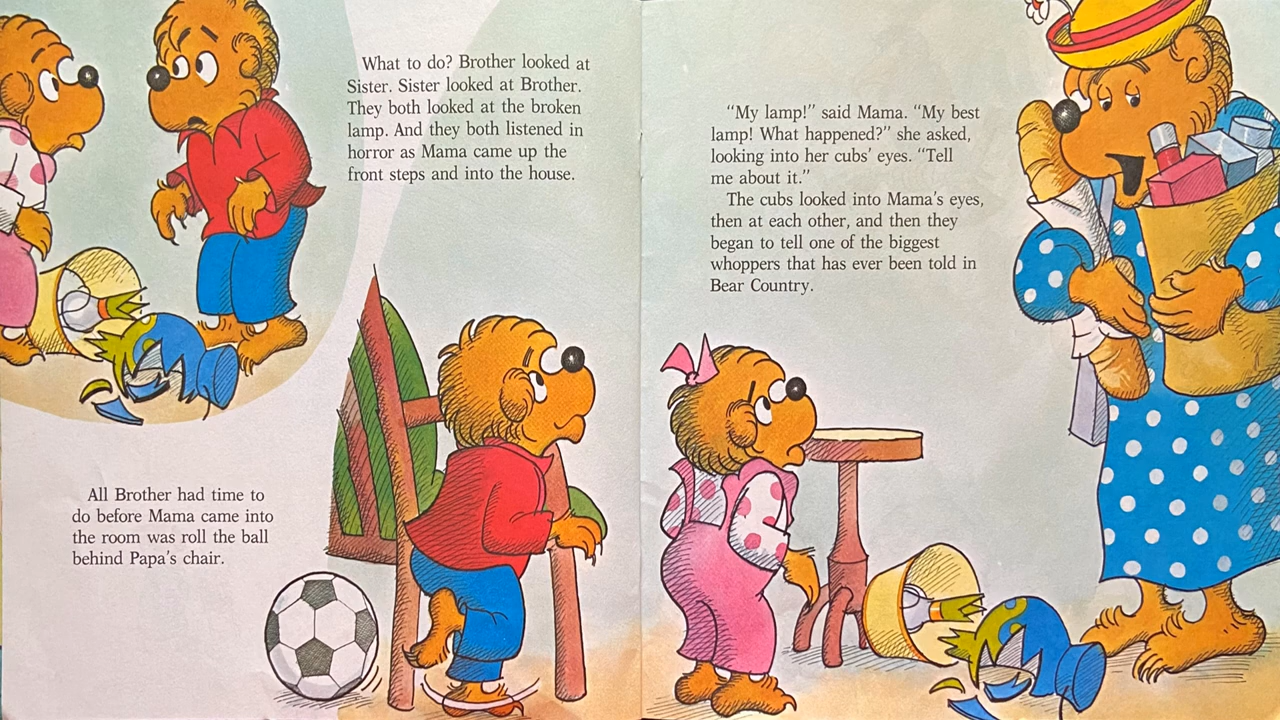 What to do? Brother looked at
Sister. Sister looked at Brother.
They both looked at the broken
lamp. And they both listened in
horror as Mama came up the
front steps and into the house.
All Brother had time to
do before Mama came into
the room was roll the ball
behind Papa's chair.
“My lamp!” said Mama. “My best
lamp! What happened?” she asked,
looking into her cubs' eyes. “Tell
me about it.”
The cubs looked into Mama's eyes,
then at each other, and then they
began to tell one of the biggest
whoppers that has ever been told in
Bear Country.